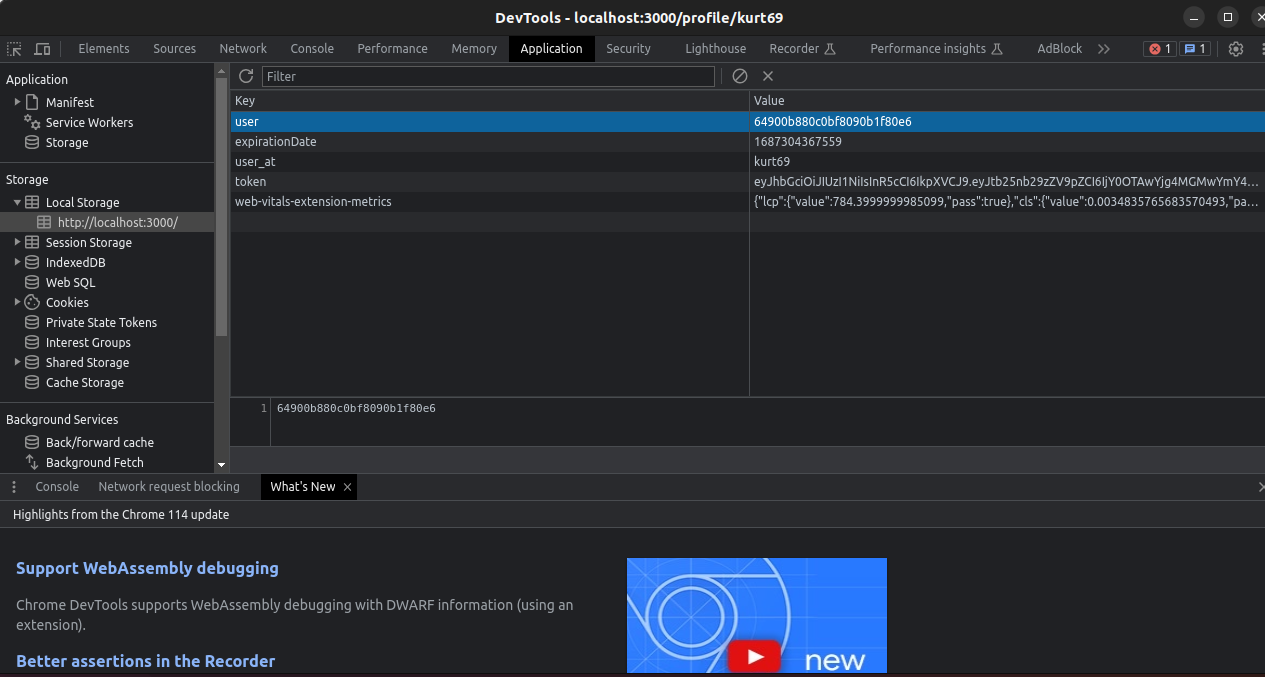 DevTools - localhost:3000/profile/kurt69
Elements Sources Network Console Performance Memory Application Security Lighthouse Recorder Performance insights AdBlock 1 1
Application
Manifest
Service Workers
Storage
Storage
Local Storage
http://localhost:3000/
Session Storage
IndexedDB
Web SQL
Cookies
Private State Tokens
Interest Groups
Shared Storage
Cache Storage
Background Services
Back/forward cache
Background Fetch
Filter
Key Value
user 64900b880c0bf8090b1f80e6
expirationDate 1687304367559
user_at kurt69
token eyJhbGciOiJIUzI1NiIsInR5cCI6IkpXVCJ9.eyJtb25nb29zZV9pZCI6IjY0OTAwYjg4MGMwYmY4...
web-vitals-extension-metrics {"lcp":{"value":784.3999999985099,"pass":true},"cls":{"value":0.0034835765683570493,"pa...
1 64900b880c0bf8090b1f80e6
Console Network request blocking What's New
Highlights from the Chrome 114 update
Support WebAssembly debugging
Chrome DevTools supports WebAssembly debugging with DWARF information (using an
extension).
Better assertions in the Recorder
new